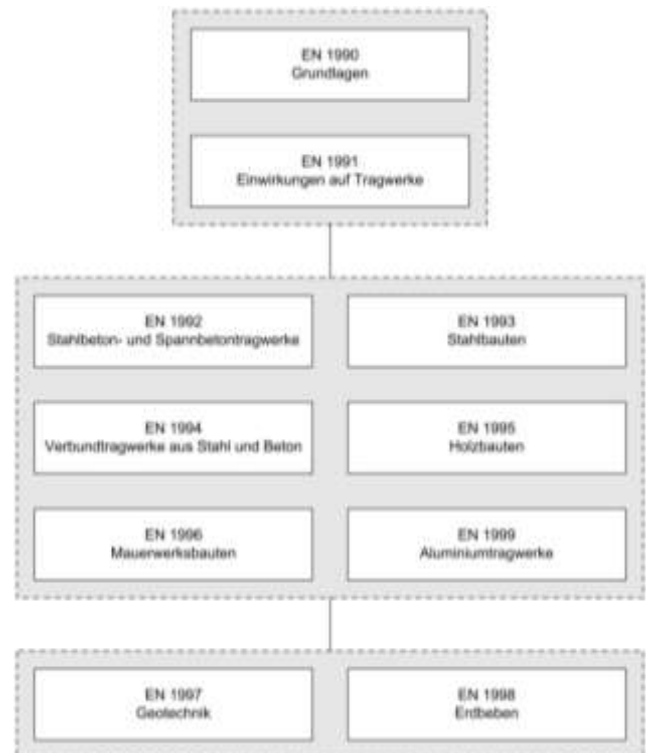 EN 1990
Grundlagen
EN 1991
Einwirkungen auf Tragwerke
EN 1992
Stahlbeton- und Spannbetontragwerke
EN 1993
Stahlbauten
EN 1994
Verbundtragwerke aus Stahl und Beton
EN 1995
Holzbauten
EN 1996
Mauerwerksbauten
EN 1999
Aluminiumtragwerke
EN 1997
Geotechnik
EN 1998
Erdbeben